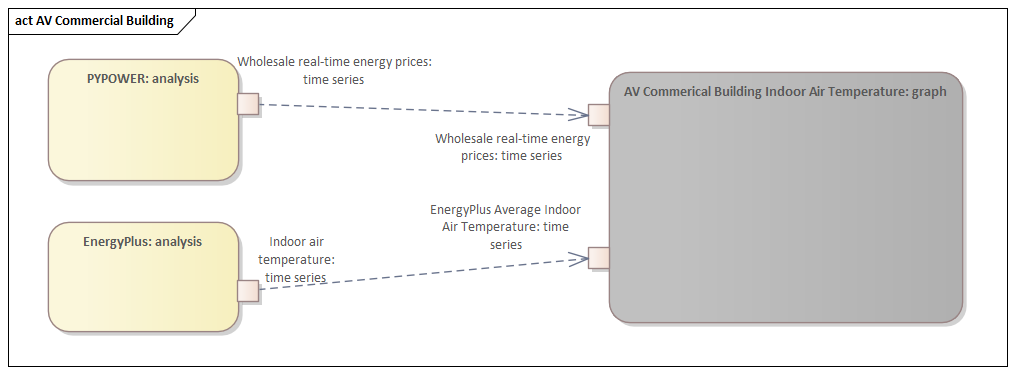 act AV Commercial Building
PYPOWER: analysis
Wholesale real-time energy prices:
time series
AV Commerical Building Indoor Air Temperature: graph
Wholesale real-time energy
prices: time series
EnergyPlus: analysis
Indoor air
temperature:
time series
EnergyPlus Average Indoor
Air Temperature: time
series